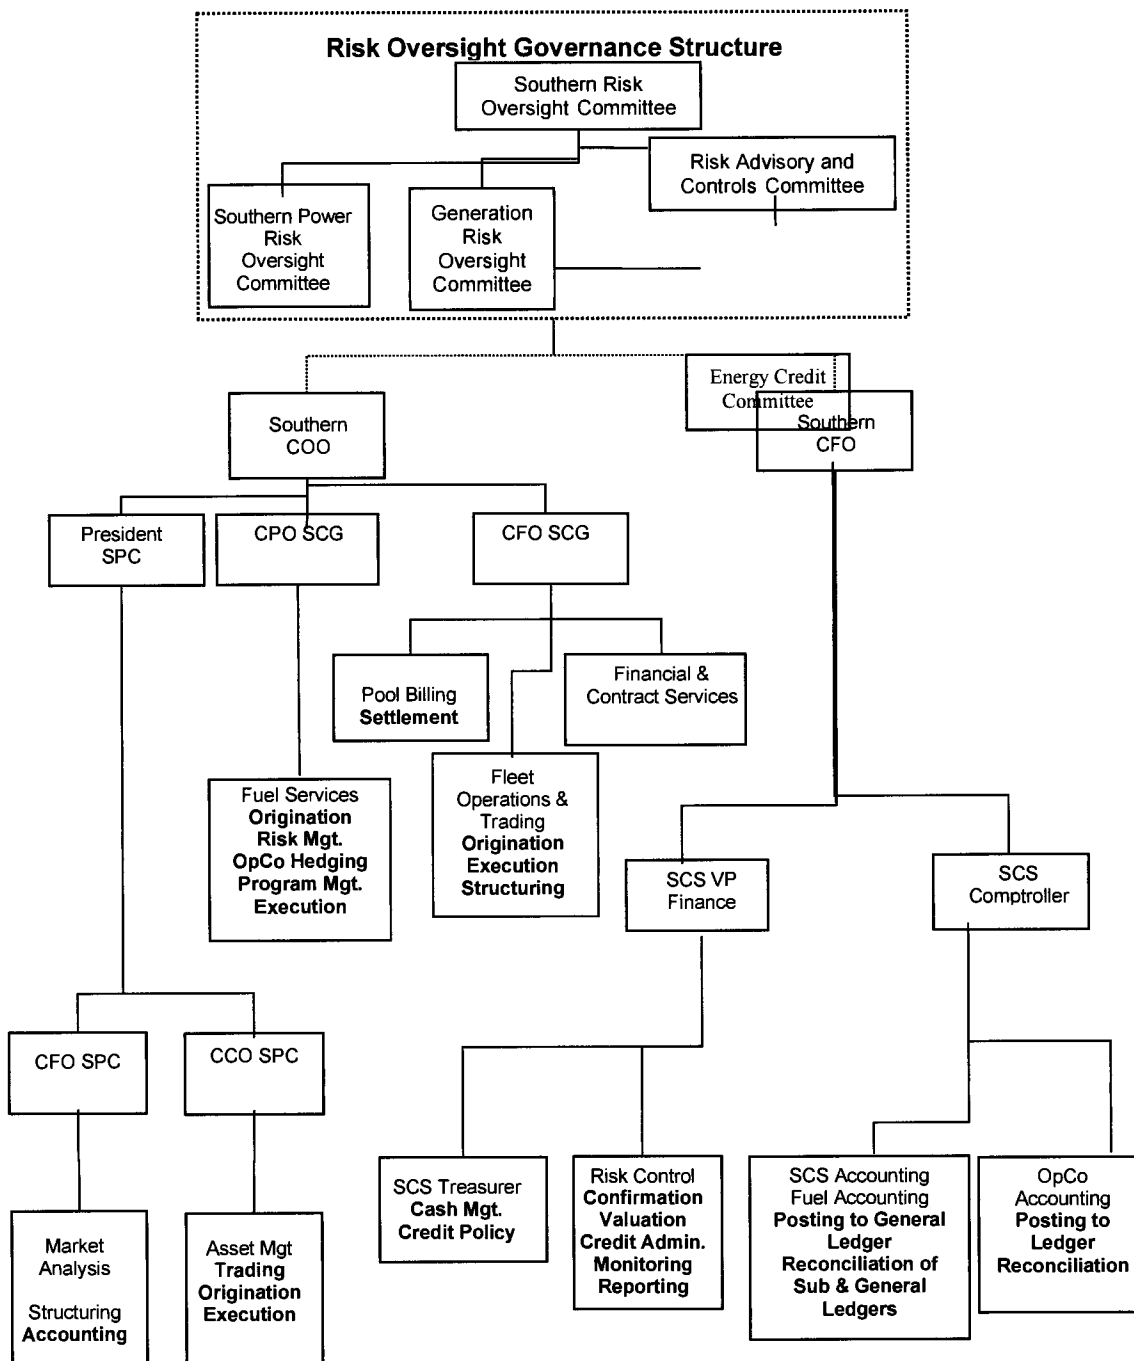 Risk Oversight Governance Structure
Southern Risk
Oversight Committee
Risk Advisory and
Controls Committee
Southern Power
Risk
Oversight
Committee
Generation
Risk
Oversight
Committee
Energy Credit
Committee
Southern
COO
Southern
CFO
President
SPC
CPO SCG
CFO SCG
Pool Billing
Settlement
Financial &
Contract Services
Fuel Services
Origination
Risk Mgt.
OpCo Hedging
Program Mgt.
Execution
Fleet
Operations &
Trading
Origination
Execution
Structuring
SCS VP
Finance
SCS
Comptroller
CFO SPC
CCO SPC
SCS Treasurer
Cash Mgt.
Credit Policy
Risk Control
Confirmation
Valuation
Credit Admin.
Monitoring
Reporting
SCS Accounting
Fuel Accounting
Posting to General
Ledger
Reconciliation of
Sub & General
Ledgers
OpCo
Accounting
Posting to
Ledger
Reconciliation
Market
Analysis
Structuring
Accounting
Asset Mgt
Trading
Origination
Execution